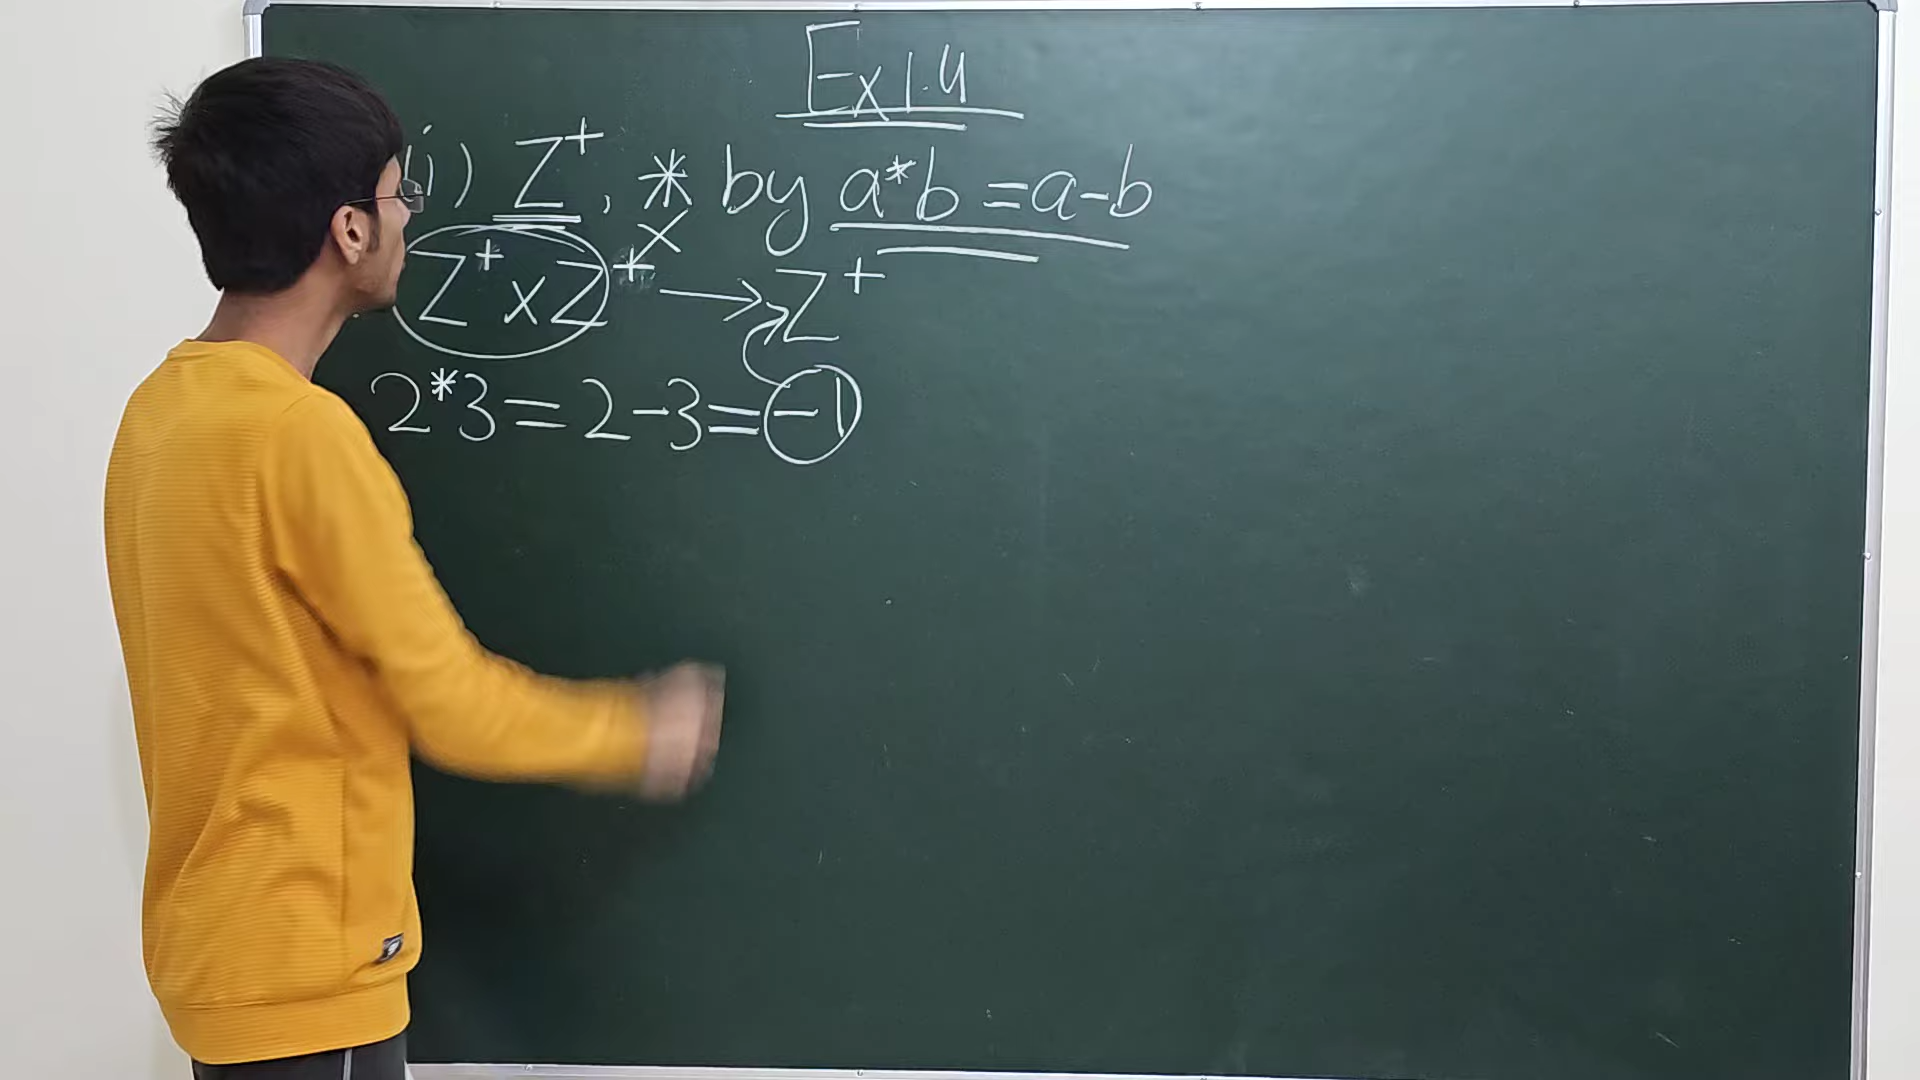 Ex 1.4
(i) Z⁺, * by a*b = a-b
Z⁺ x Z⁺ → Z⁺
2*3 = 2-3 = -1